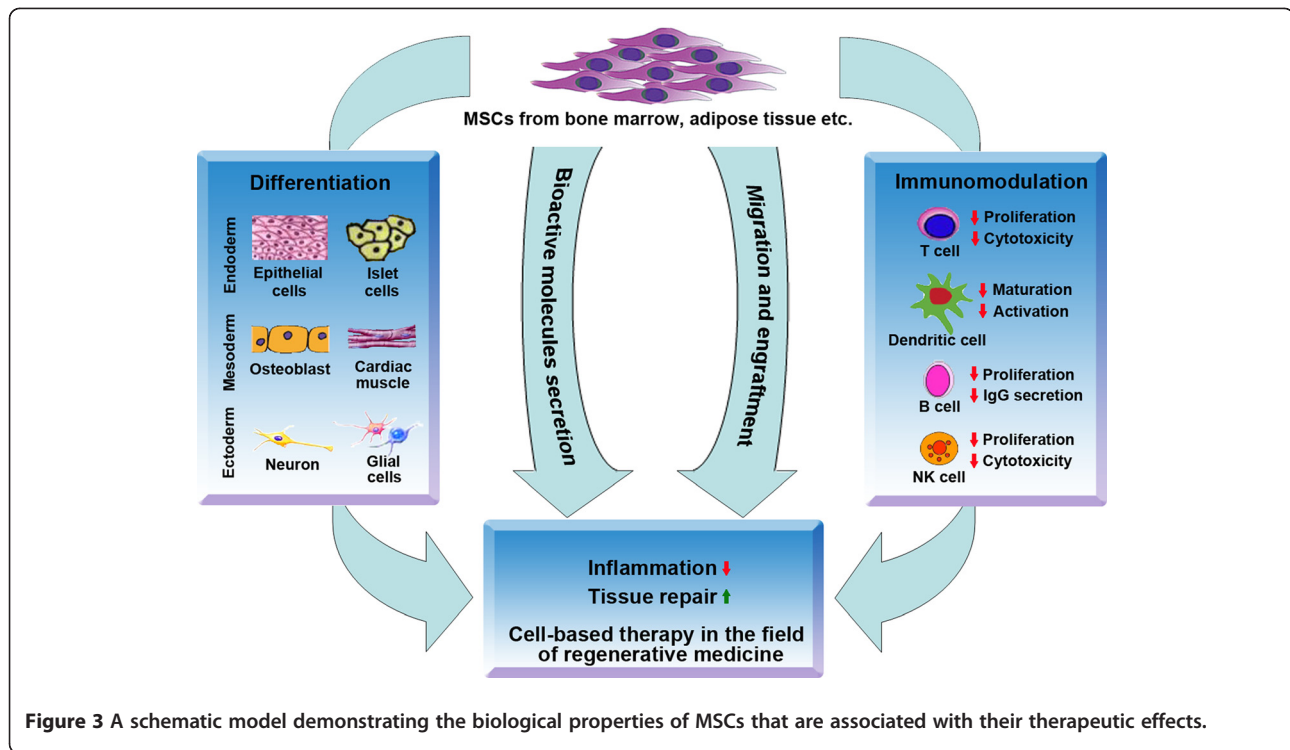 MSCs from bone marrow, adipose tissue etc.
Differentiation
Endoderm
Epithelial
cells
Islet
cells
Mesoderm
Osteoblast
Cardiac
muscle
Ectoderm
Neuron
Glial
cells
Bioactive molecules secretion
Migration and engraftment
Immunomodulation
T cell
Proliferation
Cytotoxicity
Dendritic cell
Maturation
Activation
B cell
Proliferation
IgG secretion
NK cell
Proliferation
Cytotoxicity
Inflammation
Tissue repair
Cell-based therapy in the field
of regenerative medicine
Figure 3 A schematic model demonstrating the biological properties of MSCs that are associated with their therapeutic effects.